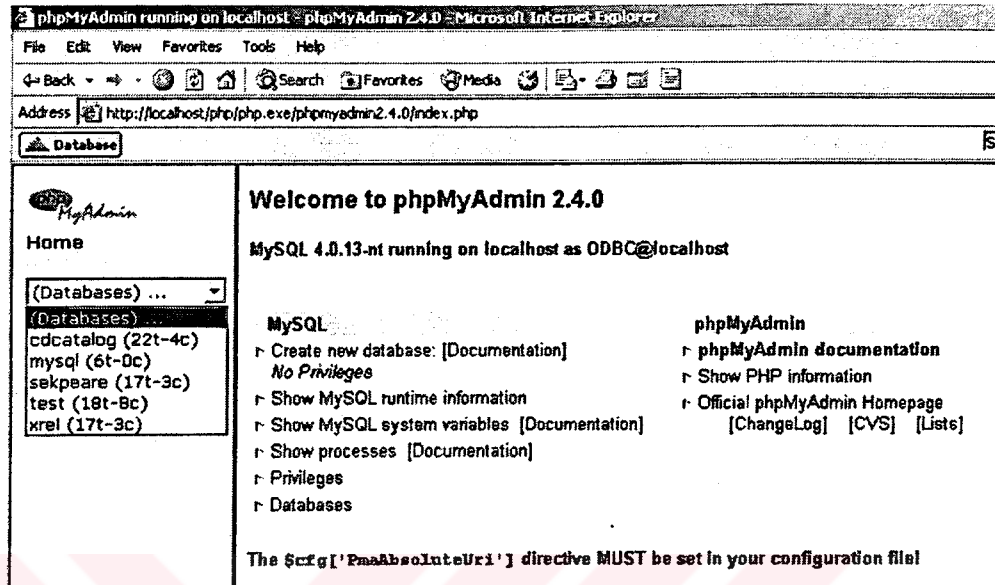 phpMyAdmin running on localhost - phpMyAdmin 2.4.0 - Microsoft Internet Explorer
File Edit View Favorites Tools Help
Back Search Favorites Media
Address http://localhost/php/php.exe/phpmyadmin2.4.0/index.php
Database
php
MyAdmin
Home
(Databases) ...
(Databases) ...
cdcatalog (22t-4c)
mysql (6t-0c)
sekpeare (17t-3c)
test (18t-8c)
xrel (17t-3c)
Welcome to phpMyAdmin 2.4.0
MySQL 4.0.13-nt running on localhost as ODBC@localhost
MySQL
Create new database: [Documentation]
No Privileges
Show MySQL runtime information
Show MySQL system variables [Documentation]
Show processes [Documentation]
Privileges
Databases
phpMyAdmin
phpMyAdmin documentation
Show PHP information
Official phpMyAdmin Homepage
[ChangeLog] [CVS] [Lists]
The $cfg['PmaAbsoluteUri'] directive MUST be set in your configuration file!